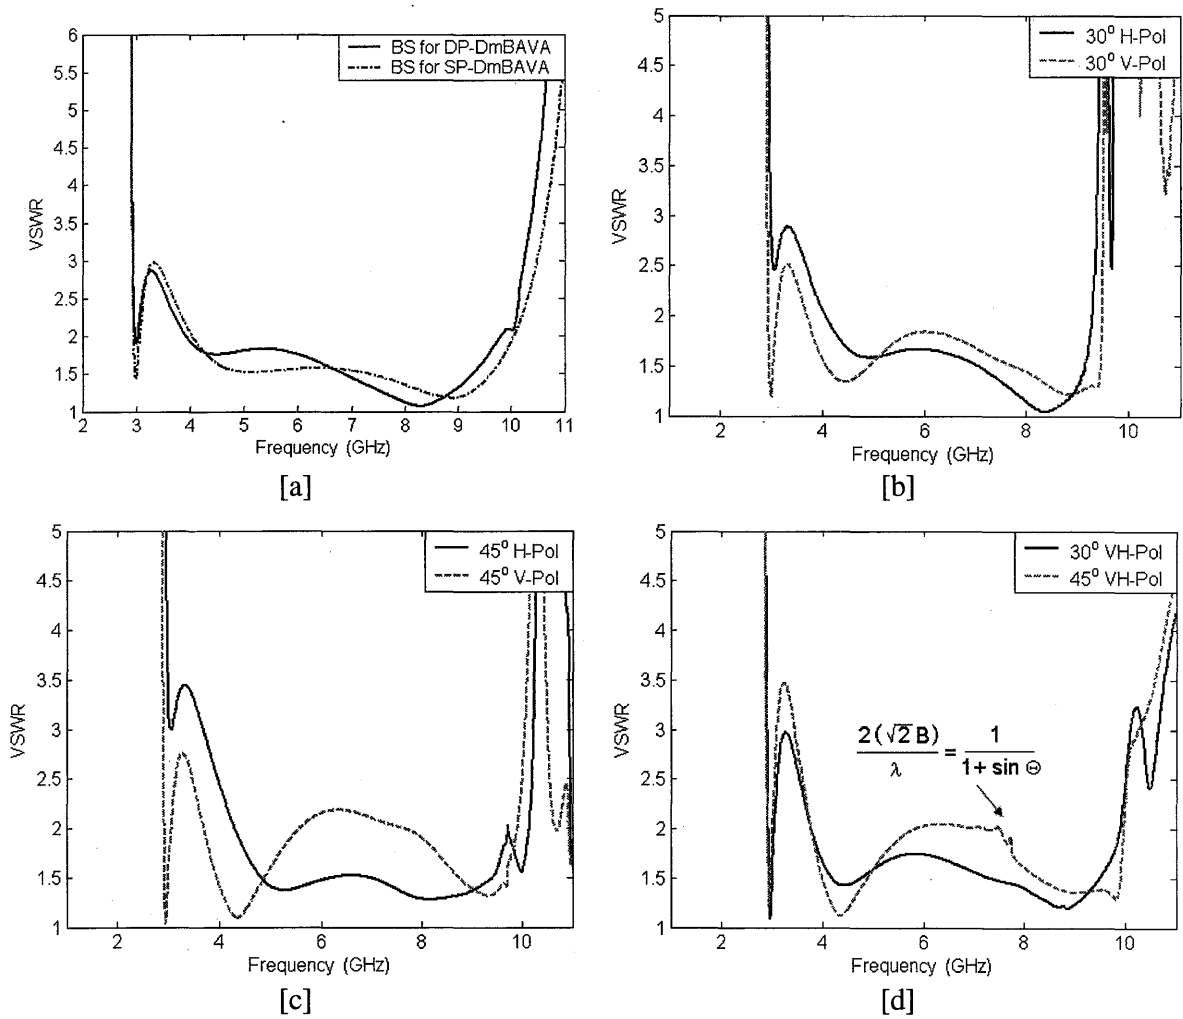 BS for DP-DmBAVA
BS for SP-DmBAVA
6
5.5
5
4.5
4
3.5
3
2.5
2
1.5
1
VSWR
2 3 4 5 6 7 8 9 10 11
Frequency (GHz)
[a]
30° H-Pol
30° V-Pol
5
4.5
4
3.5
3
2.5
2
1.5
1
VSWR
2 4 6 8 10
Frequency (GHz)
[b]
45° H-Pol
45° V-Pol
5
4.5
4
3.5
3
2.5
2
1.5
1
VSWR
2 4 6 8 10
Frequency (GHz)
[c]
30° VH-Pol
45° VH-Pol
5
4.5
4
3.5
3
2.5
2
1.5
1
VSWR
2(√2B)/λ = 1/(1+ sin Θ)
2 4 6 8 10
Frequency (GHz)
[d]